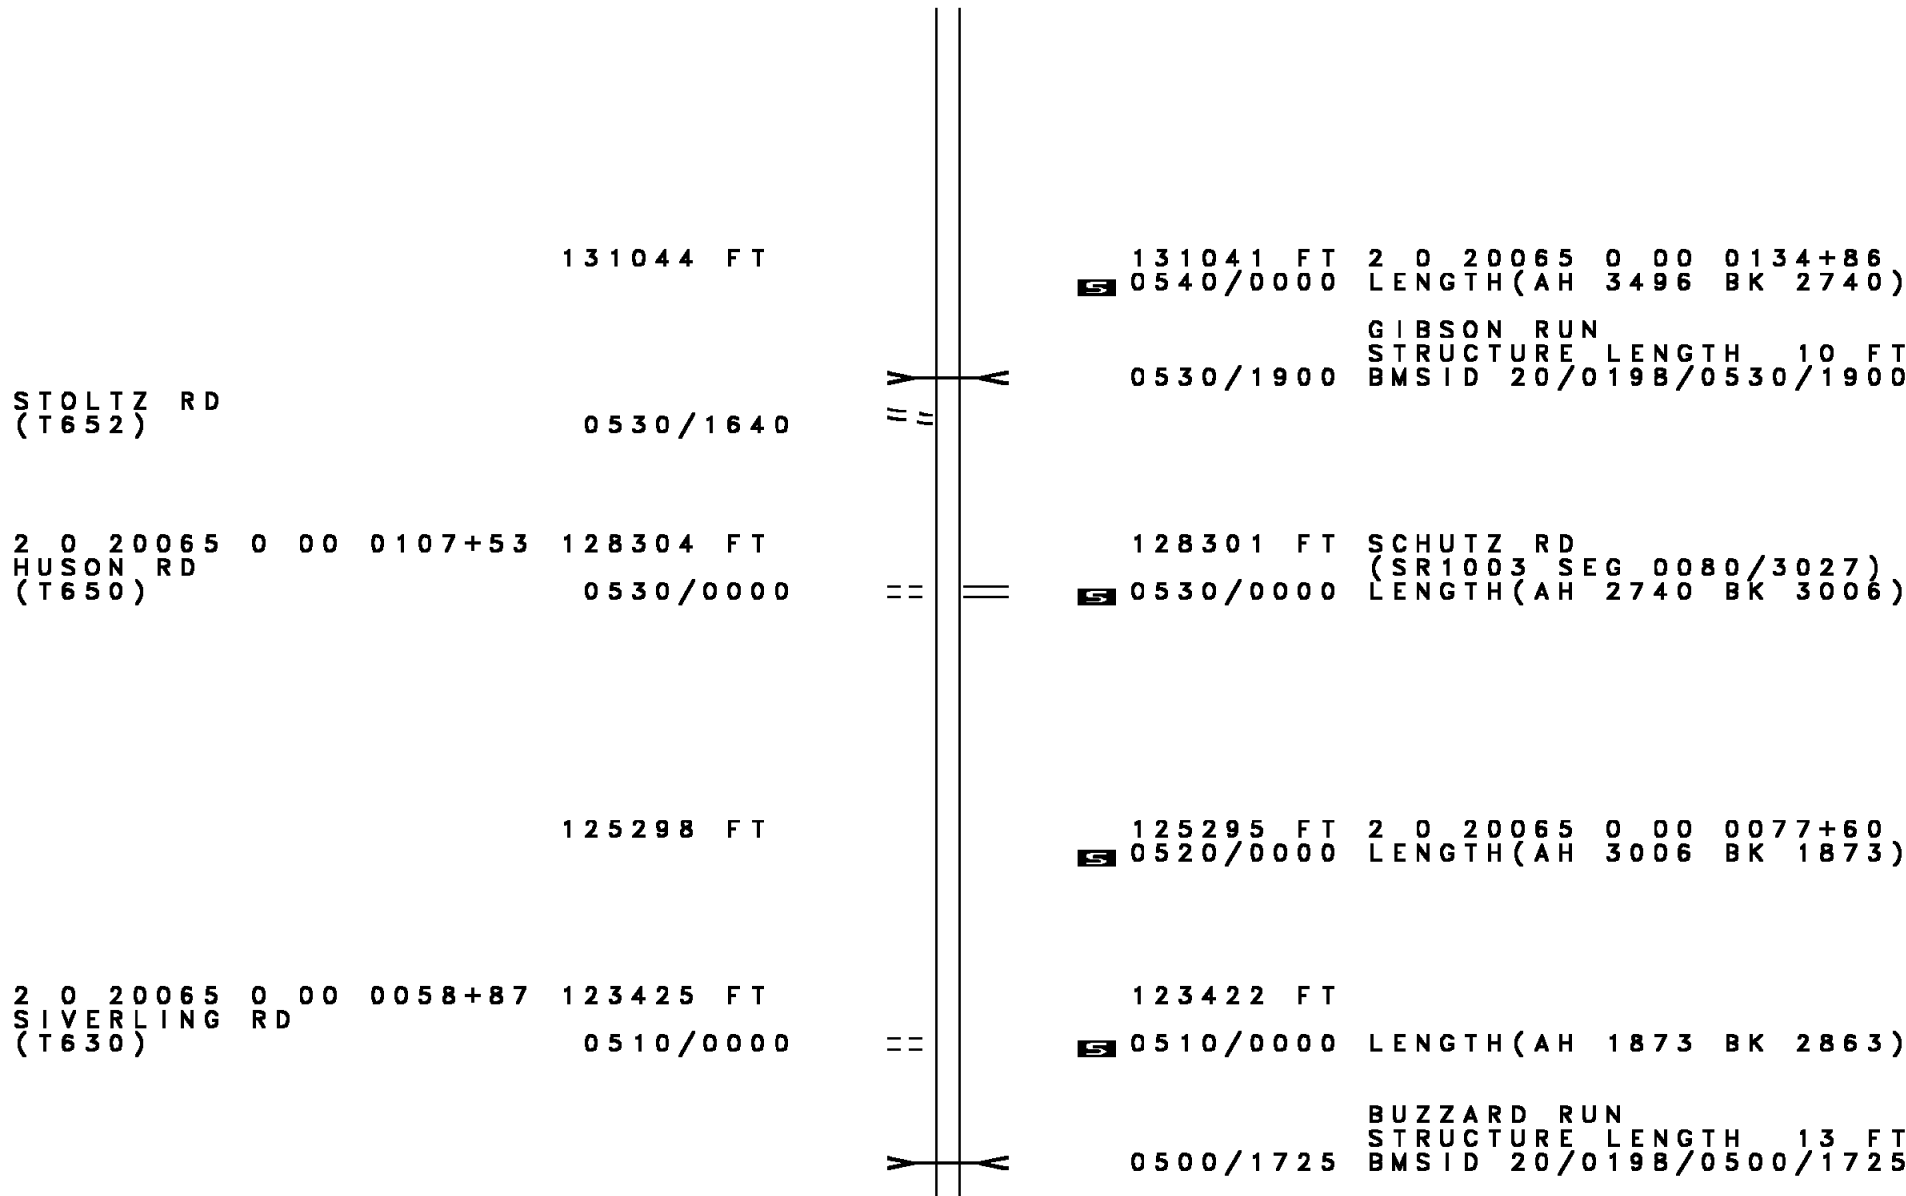 131044 FT 131041 FT 2 0 20065 0 00 0134+86
S 0540/0000 LENGTH(AH 3496 BK 2740)
GIBSON RUN
STRUCTURE LENGTH 10 FT
0530/1900 BMSID 20/0198/0530/1900
STOLTZ RD
(T652) 0530/1640
2 0 20065 0 00 0107+53 128304 FT 128301 FT SCHUTZ RD
HUSON RD (SR1003 SEG 0080/3027)
(T650) 0530/0000 S 0530/0000 LENGTH(AH 2740 BK 3006)
125298 FT 125295 FT 2 0 20065 0 00 0077+60
S 0520/0000 LENGTH(AH 3006 BK 1873)
2 0 20065 0 00 0058+87 123425 FT 123422 FT
SIVERLING RD
(T630) 0510/0000 S 0510/0000 LENGTH(AH 1873 BK 2863)
BUZZARD RUN
STRUCTURE LENGTH 13 FT
0500/1725 BMSID 20/0198/0500/1725